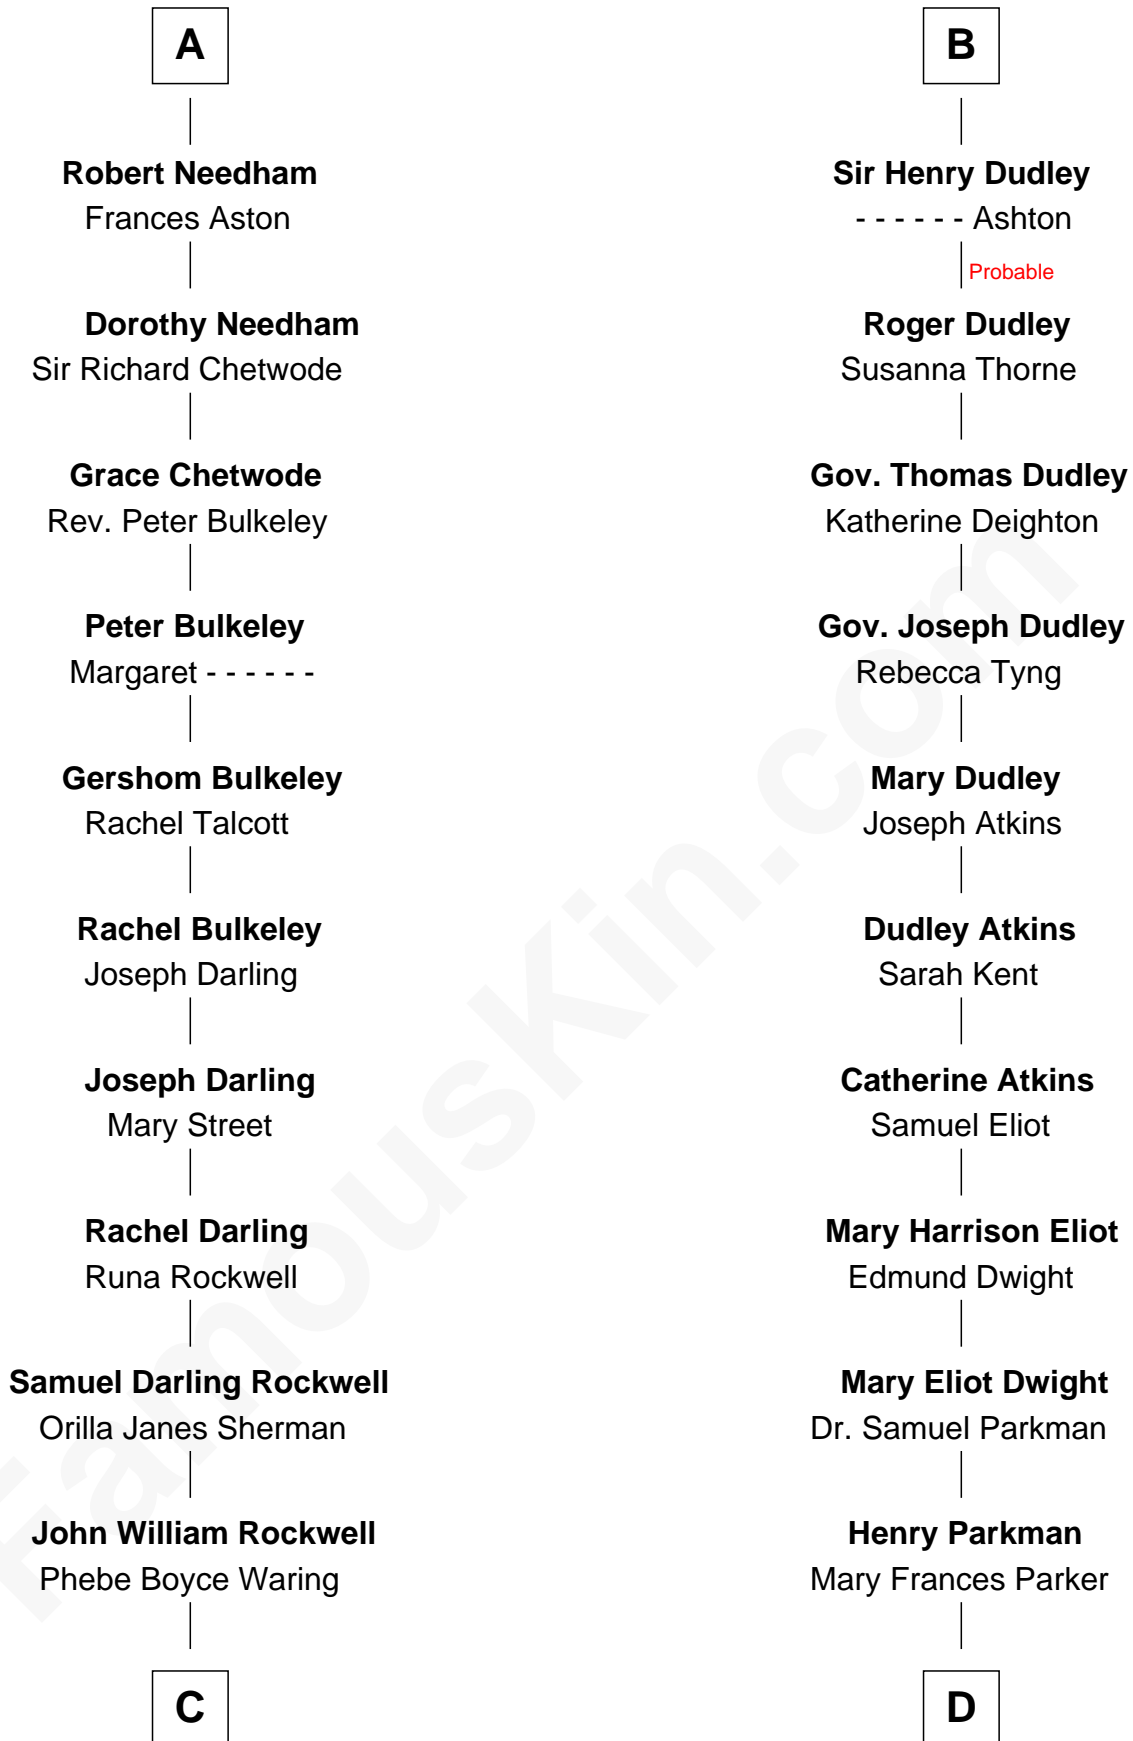 A
Robert Needham
Frances Aston
Dorothy Needham
Sir Richard Chetwode
Grace Chetwode
Rev. Peter Bulkeley
Peter Bulkeley
Margaret - - - - - -
Gershom Bulkeley
Rachel Talcott
Rachel Bulkeley
Joseph Darling
Joseph Darling
Mary Street
Rachel Darling
Runa Rockwell
Samuel Darling Rockwell
Orilla Janes Sherman
John William Rockwell
Phebe Boyce Waring
C
B
Sir Henry Dudley
- - - - - - Ashton
Probable
Roger Dudley
Susanna Thorne
Gov. Thomas Dudley
Katherine Deighton
Gov. Joseph Dudley
Rebecca Tyng
Mary Dudley
Joseph Atkins
Dudley Atkins
Sarah Kent
Catherine Atkins
Samuel Eliot
Mary Harrison Eliot
Edmund Dwight
Mary Eliot Dwight
Dr. Samuel Parkman
Henry Parkman
Mary Frances Parker
D
FamousKin.com